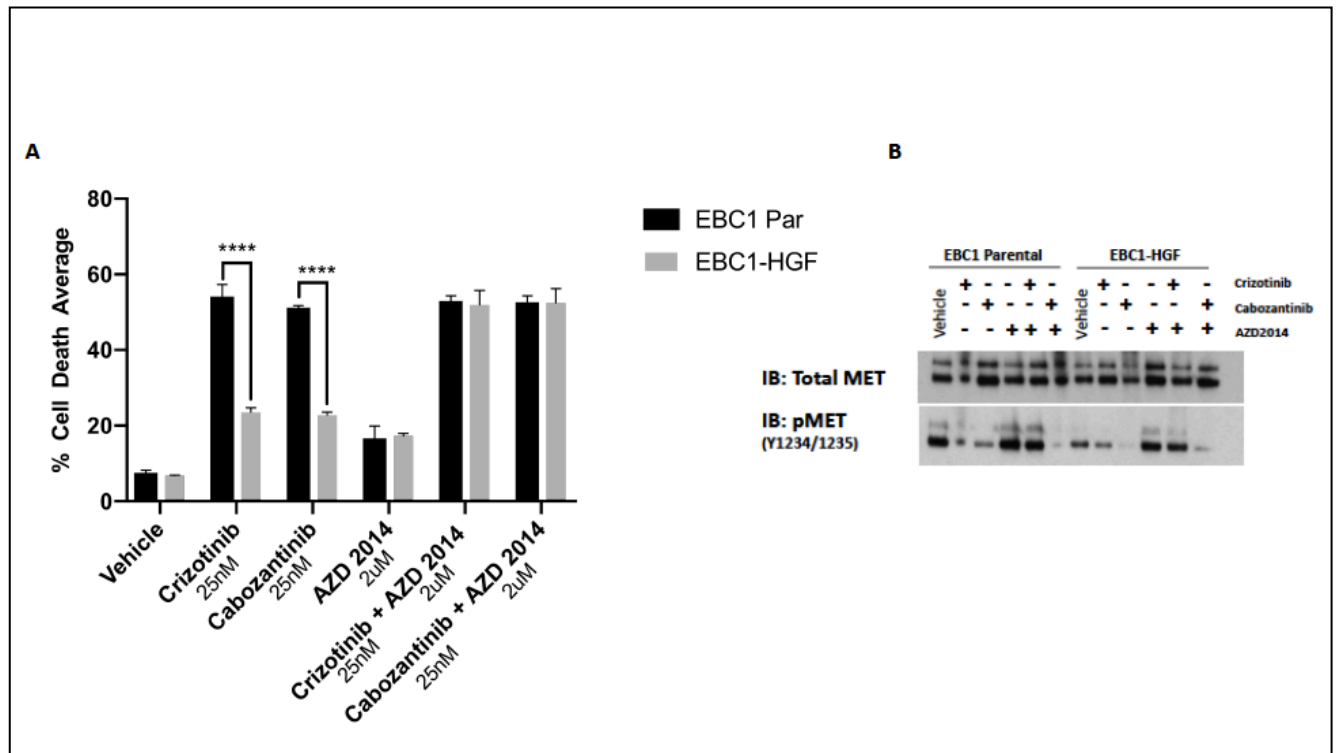 A
% Cell Death Average
80
60
40
20
0
****
****
EBC1 Par
EBC1-HGF
Vehicle
Crizotinib
25nM
Cabozantinib
25nM
AZD 2014
2uM
Crizotinib + AZD 2014
25nM 2uM
Cabozantinib + AZD 2014
25nM 2uM
B
EBC1 Parental EBC1-HGF
Vehicle + - - + - Vehicle + - - + - Crizotinib
- + - - + - + - - + Cabozantinib
- - + + + - - + + + AZD2014
IB: Total MET
IB: pMET
(Y1234/1235)